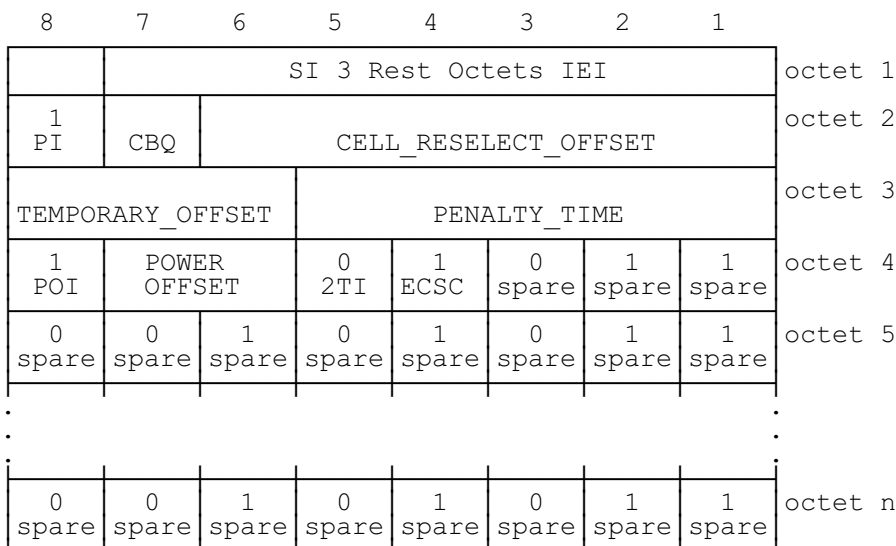 8 7 6 5 4 3 2 1
SI 3 Rest Octets IEI octet 1
1 octet 2
PI CBQ CELL_RESELECT_OFFSET
octet 3
TEMPORARY_OFFSET PENALTY_TIME
1 POWER 0 1 0 1 1 octet 4
POI OFFSET 2TI ECSC spare spare spare
0 0 1 0 1 0 1 1 octet 5
spare spare spare spare spare spare spare spare
0 0 1 0 1 0 1 1 octet n
spare spare spare spare spare spare spare spare